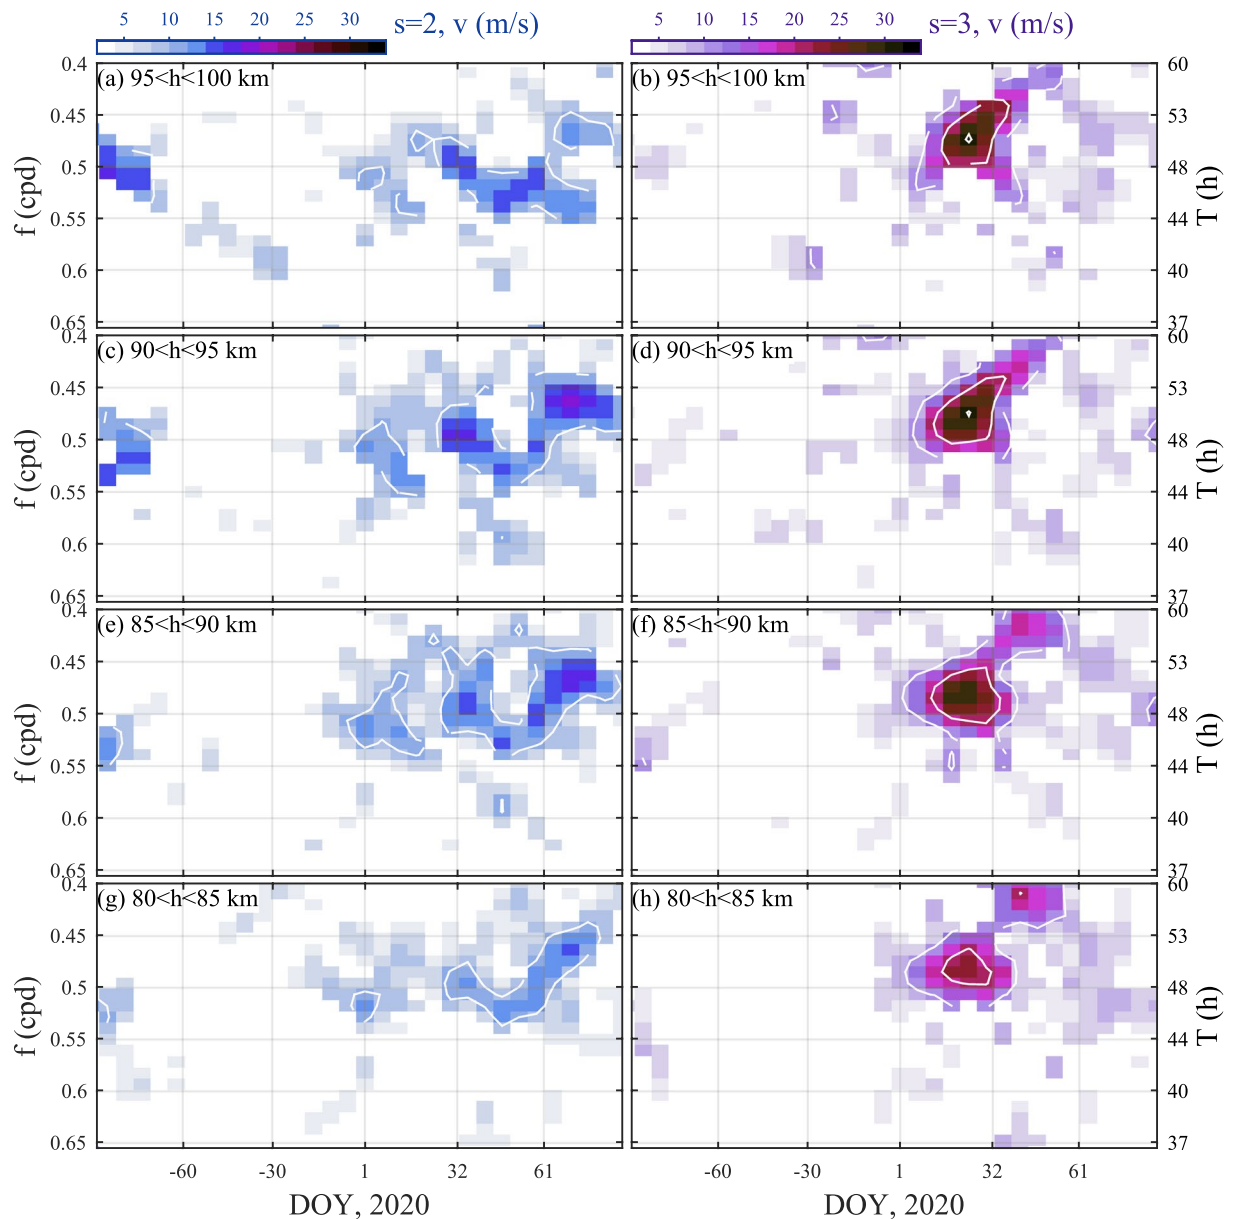 5 10 15 20 25 30 s=2, v (m/s)
5 10 15 20 25 30 s=3, v (m/s)
(a) 95<h<100 km
(b) 95<h<100 km
0.4 0.45 0.5 0.55 0.6 0.65
f (cpd)
60 53 48 44 40 37
T (h)
(c) 90<h<95 km
(d) 90<h<95 km
0.4 0.45 0.5 0.55 0.6 0.65
f (cpd)
60 53 48 44 40 37
T (h)
(e) 85<h<90 km
(f) 85<h<90 km
0.4 0.45 0.5 0.55 0.6 0.65
f (cpd)
60 53 48 44 40 37
T (h)
(g) 80<h<85 km
(h) 80<h<85 km
0.4 0.45 0.5 0.55 0.6 0.65
f (cpd)
60 53 48 44 40 37
T (h)
-60 -30 1 32 61
-60 -30 1 32 61
DOY, 2020
DOY, 2020